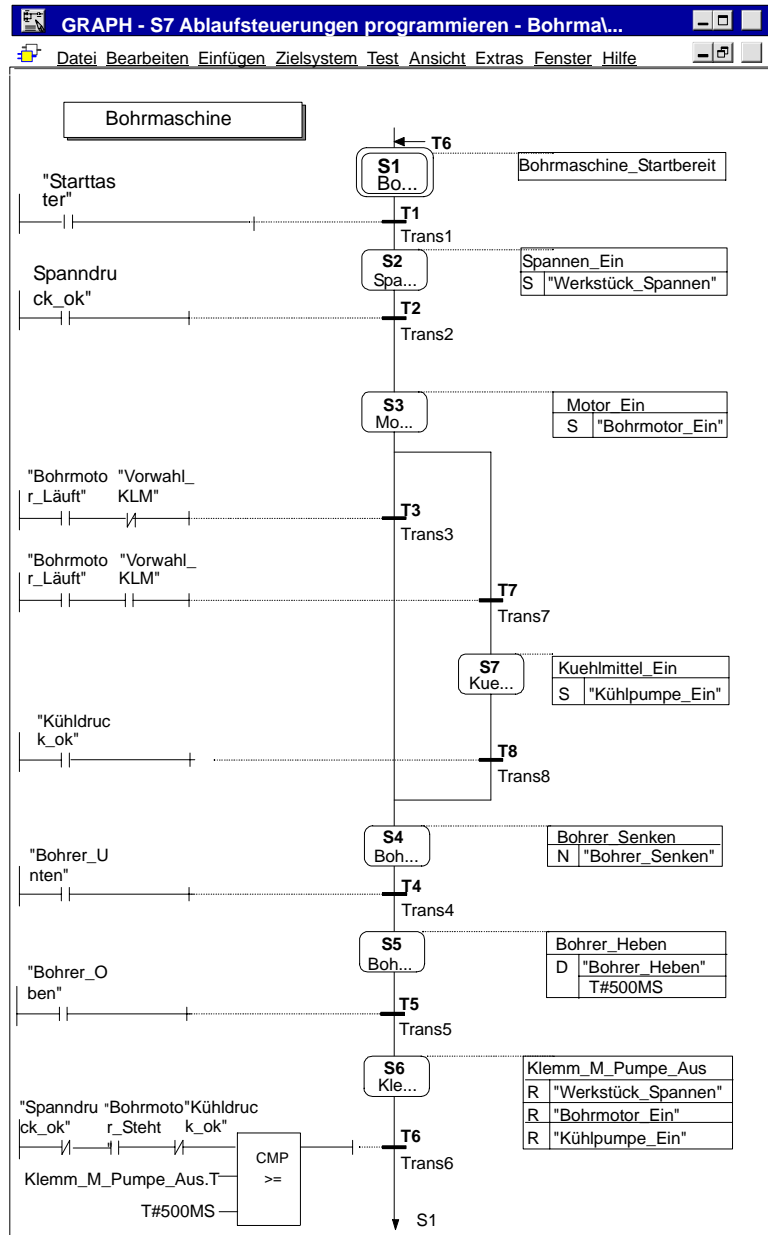 GRAPH - S7 Ablaufsteuerungen programmieren - Bohrma\...
Datei Bearbeiten Einfügen Zielsystem Test Ansicht Extras Fenster Hilfe
Bohrmaschine
T6
S1
Bo...
Bohrmaschine_Startbereit
"Starttas
ter"
T1
Trans1
S2
Spa...
Spannen_Ein
S "Werkstück_Spannen"
Spanndru
ck_ok"
T2
Trans2
S3
Mo...
Motor_Ein
S "Bohrmotor_Ein"
"Bohrmoto "Vorwahl_
r_Läuft" KLM"
T3
Trans3
"Bohrmoto "Vorwahl_
r_Läuft" KLM"
T7
Trans7
S7
Kue...
Kuehlmittel_Ein
S "Kühlpumpe_Ein"
"Kühldruc
k_ok"
T8
Trans8
S4
Boh...
Bohrer_Senken
N "Bohrer_Senken"
"Bohrer_U
nten"
T4
Trans4
S5
Boh...
Bohrer_Heben
D "Bohrer_Heben"
T#500MS
"Bohrer_O
ben"
T5
Trans5
S6
Kle...
Klemm_M_Pumpe_Aus
R "Werkstück_Spannen"
R "Bohrmotor_Ein"
R "Kühlpumpe_Ein"
"Spanndru "Bohrmoto "Kühldruc
ck_ok" r_Steht k_ok"
"
T6
Trans6
CMP
>=
Klemm_M_Pumpe_Aus.T
T#500MS
S1